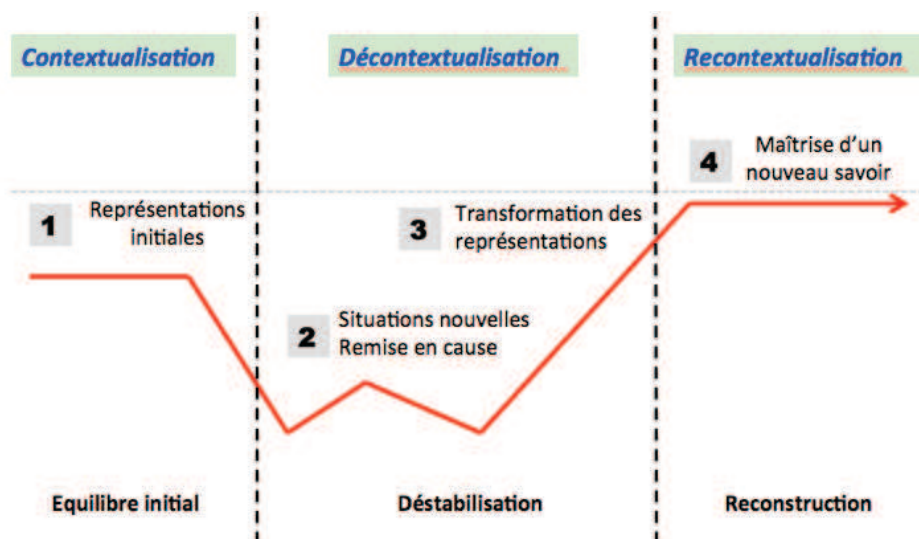 Contextualisation
Décontextualisation
Recontextualisation
1
Représentations
initiales
2
Situations nouvelles
Remise en cause
3
Transformation des
représentations
4
Maîtrise d’un
nouveau savoir
Equilibre initial
Déstabilisation
Reconstruction